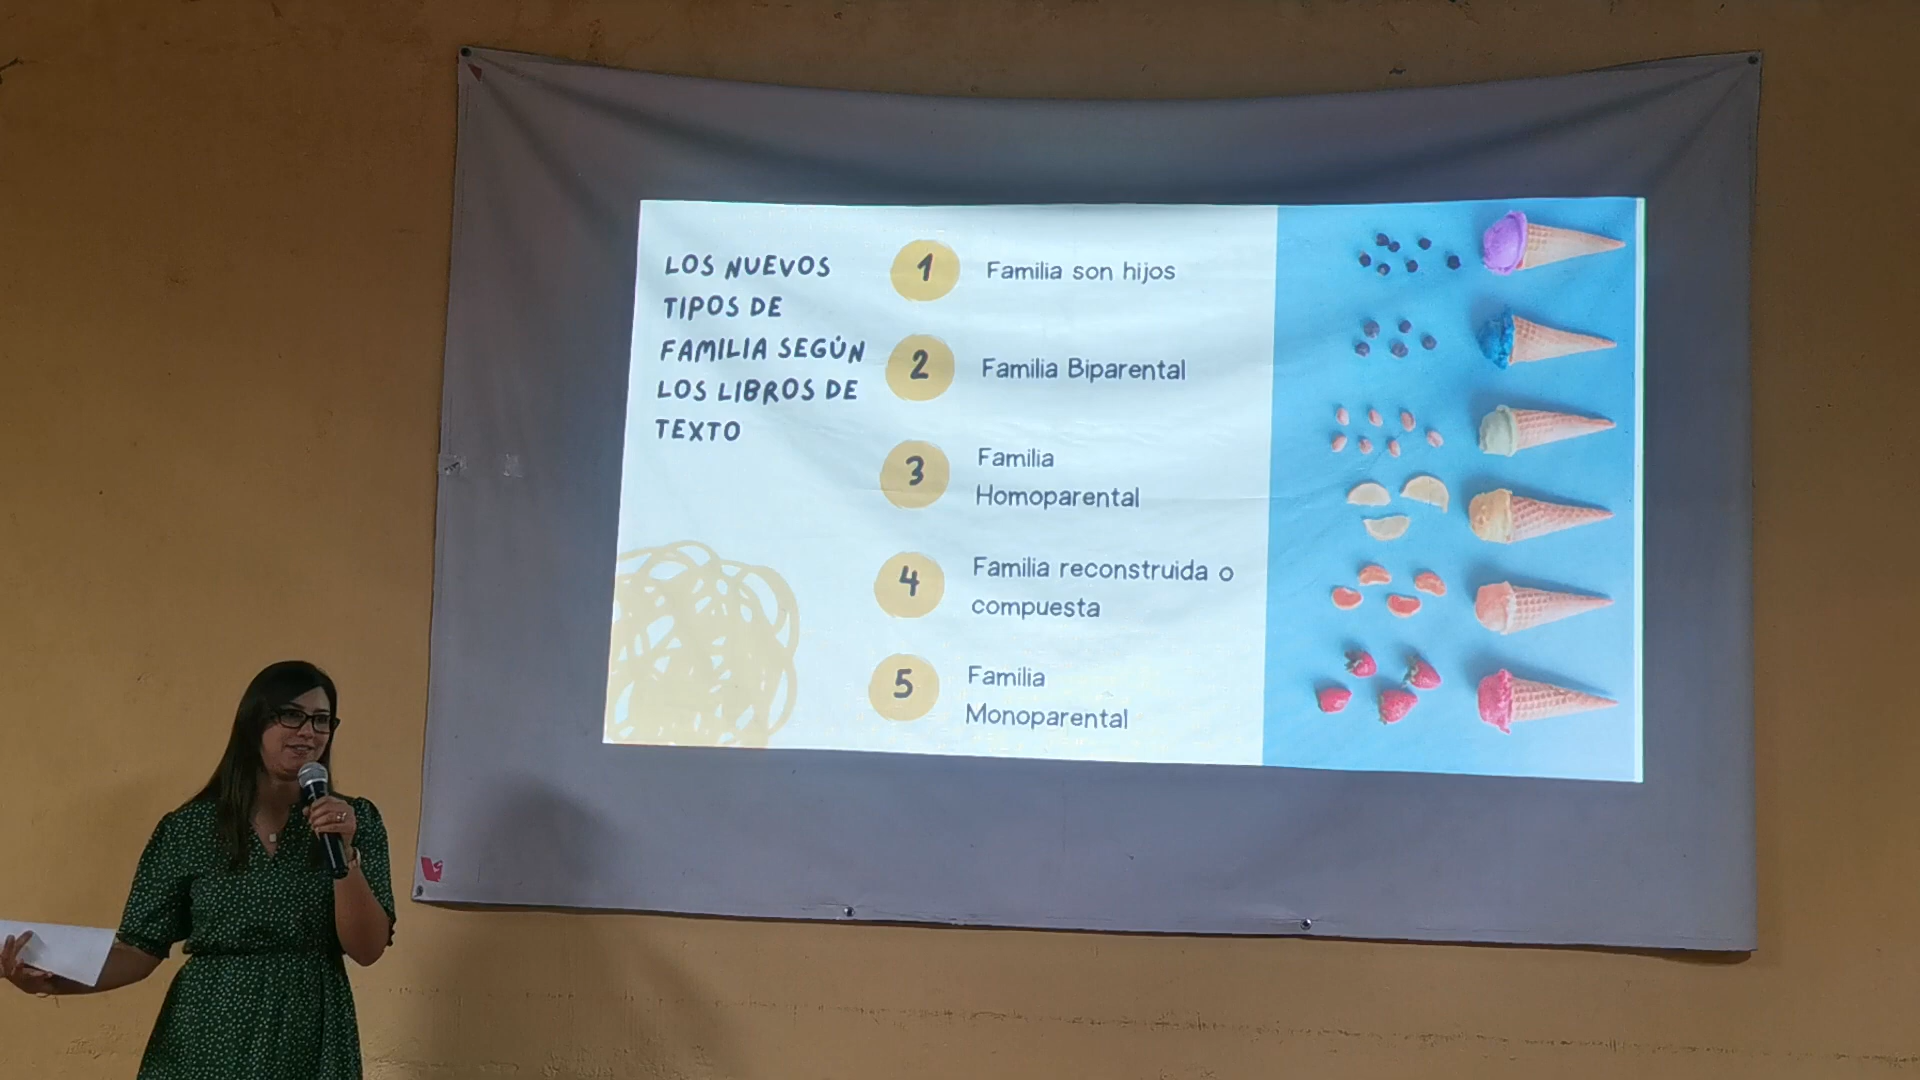 LOS NUEVOS
TIPOS DE
FAMILIA SEGÚN
LOS LIBROS DE
TEXTO
1 Familia son hijos
2 Familia Biparental
3 Familia
Homoparental
4 Familia reconstruida o
compuesta
5 Familia
Monoparental